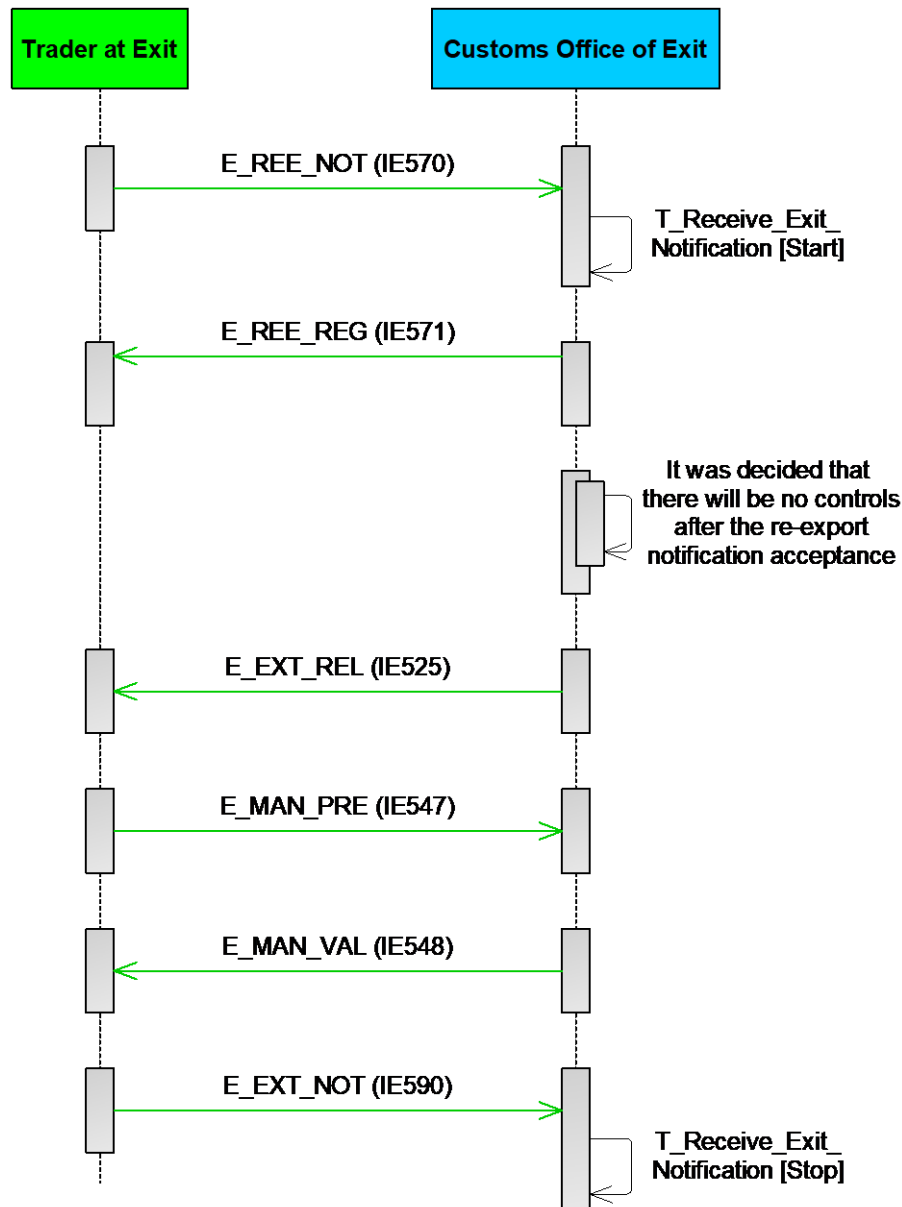 Trader at Exit
Customs Office of Exit
E_REE_NOT (IE570)
T_Receive_Exit_
Notification [Start]
E_REE_REG (IE571)
It was decided that
there will be no controls
after the re-export
notification acceptance
E_EXT_REL (IE525)
E_MAN_PRE (IE547)
E_MAN_VAL (IE548)
E_EXT_NOT (IE590)
T_Receive_Exit_
Notification [Stop]